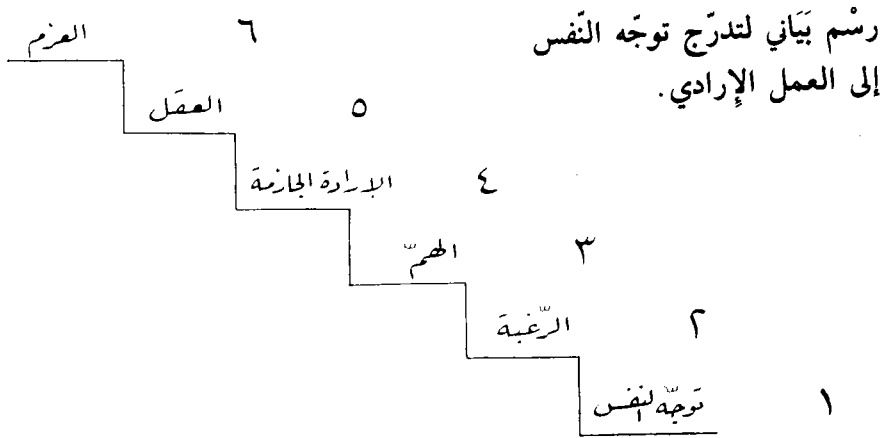 رسْم بَيَاني لتدرّج توجّه النّفس
إلى العمل الإرادي.
٦ العزم
٥ العقل
٤ الإرادة الجازمة
٣ الهمّ
٢ الرّغبة
١ توجّه النفس